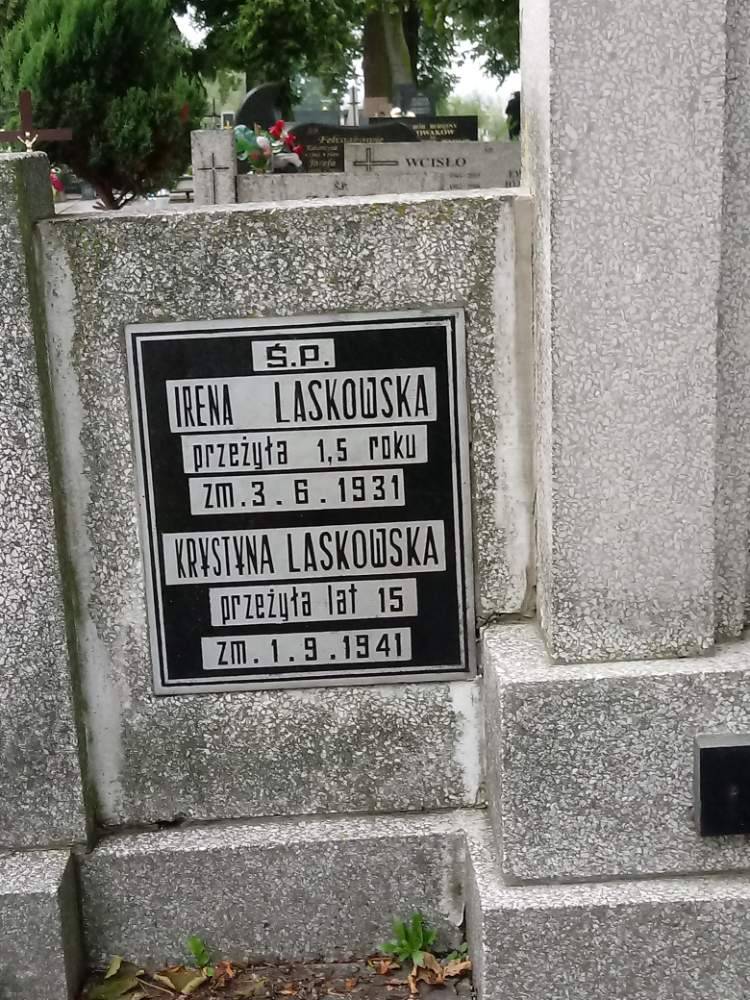 WCISŁO
Ś.P.
IRENA LASKOWSKA
przeżyła 1,5 roku
zm. 3. 6. 1931
KRYSTYNA LASKOWSKA
przeżyła lat 15
zm. 1. 9. 1941